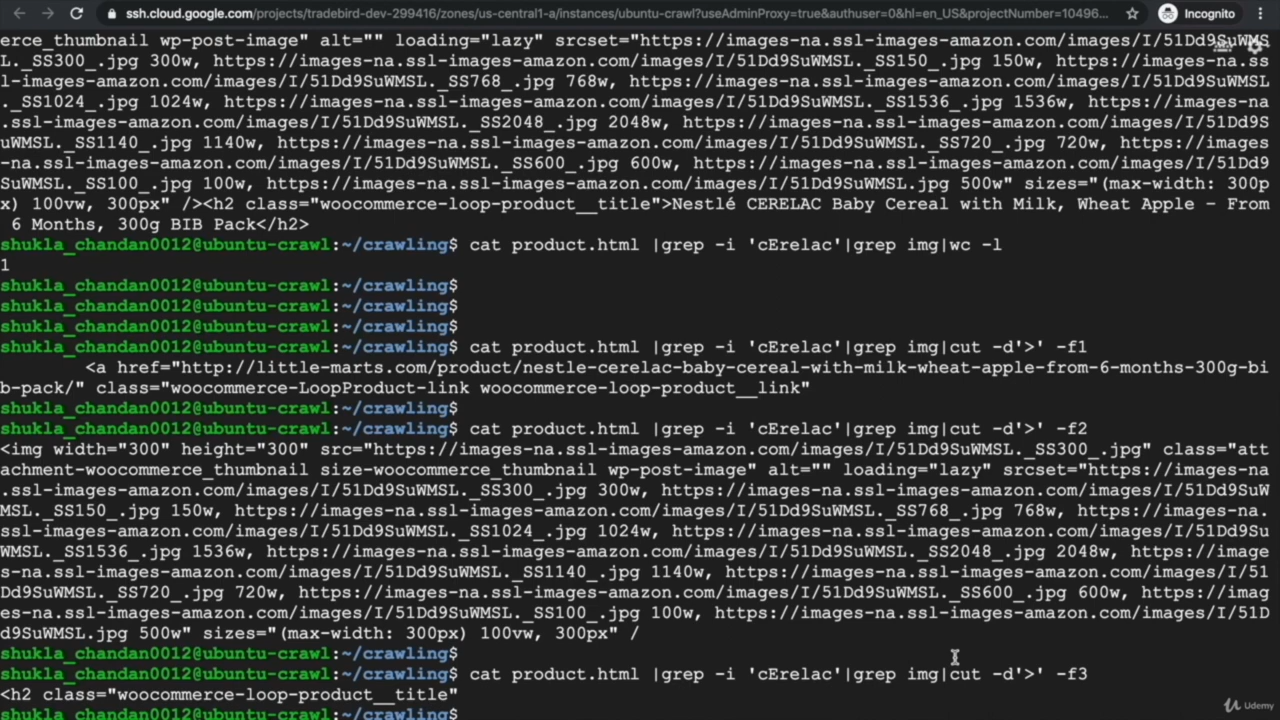 ssh.cloud.google.com/projects/tradebird-dev-299416/zones/us-central1-a/instances/ubuntu-crawl?useAdminProxy=true&authuser=0&hl=en_US&projectNumber=10496...
Incognito
erce_thumbnail wp-post-image" alt="" loading="lazy" srcset="https://images-na.ssl-images-amazon.com/images/I/51Dd9SuWMS
L._SS300_.jpg 300w, https://images-na.ssl-images-amazon.com/images/I/51Dd9SuWMSL._SS150_.jpg 150w, https://images-na.ss
l-images-amazon.com/images/I/51Dd9SuWMSL._SS768_.jpg 768w, https://images-na.ssl-images-amazon.com/images/I/51Dd9SuWMSL
._SS1024_.jpg 1024w, https://images-na.ssl-images-amazon.com/images/I/51Dd9SuWMSL._SS1536_.jpg 1536w, https://images-na
.ssl-images-amazon.com/images/I/51Dd9SuWMSL._SS2048_.jpg 2048w, https://images-na.ssl-images-amazon.com/images/I/51Dd9S
uWMSL._SS1140_.jpg 1140w, https://images-na.ssl-images-amazon.com/images/I/51Dd9SuWMSL._SS720_.jpg 720w, https://images
-na.ssl-images-amazon.com/images/I/51Dd9SuWMSL._SS600_.jpg 600w, https://images-na.ssl-images-amazon.com/images/I/51Dd9
SuWMSL._SS100_.jpg 100w, https://images-na.ssl-images-amazon.com/images/I/51Dd9SuWMSL.jpg 500w" sizes="(max-width: 300p
x) 100vw, 300px" /><h2 class="woocommerce-loop-product__title">Nestlé CERELAC Baby Cereal with Milk, Wheat Apple – From
6 Months, 300g BIB Pack</h2>
shukla_chandan0012@ubuntu-crawl:~/crawling$ cat product.html |grep -i 'cErelac'|grep img|wc -l
1
shukla_chandan0012@ubuntu-crawl:~/crawling$
shukla_chandan0012@ubuntu-crawl:~/crawling$
shukla_chandan0012@ubuntu-crawl:~/crawling$
shukla_chandan0012@ubuntu-crawl:~/crawling$ cat product.html |grep -i 'cErelac'|grep img|cut -d'>' -f1
<a href="http://little-marts.com/product/nestle-cerelac-baby-cereal-with-milk-wheat-apple-from-6-months-300g-bi
b-pack/" class="woocommerce-LoopProduct-link woocommerce-loop-product__link"
shukla_chandan0012@ubuntu-crawl:~/crawling$
shukla_chandan0012@ubuntu-crawl:~/crawling$ cat product.html |grep -i 'cErelac'|grep img|cut -d'>' -f2
<img width="300" height="300" src="https://images-na.ssl-images-amazon.com/images/I/51Dd9SuWMSL._SS300_.jpg" class="att
achment-woocommerce_thumbnail size-woocommerce_thumbnail wp-post-image" alt="" loading="lazy" srcset="https://images-na
.ssl-images-amazon.com/images/I/51Dd9SuWMSL._SS300_.jpg 300w, https://images-na.ssl-images-amazon.com/images/I/51Dd9SuW
MSL._SS150_.jpg 150w, https://images-na.ssl-images-amazon.com/images/I/51Dd9SuWMSL._SS768_.jpg 768w, https://images-na.
ssl-images-amazon.com/images/I/51Dd9SuWMSL._SS1024_.jpg 1024w, https://images-na.ssl-images-amazon.com/images/I/51Dd9Su
WMSL._SS1536_.jpg 1536w, https://images-na.ssl-images-amazon.com/images/I/51Dd9SuWMSL._SS2048_.jpg 2048w, https://image
s-na.ssl-images-amazon.com/images/I/51Dd9SuWMSL._SS1140_.jpg 1140w, https://images-na.ssl-images-amazon.com/images/I/51
Dd9SuWMSL._SS720_.jpg 720w, https://images-na.ssl-images-amazon.com/images/I/51Dd9SuWMSL._SS600_.jpg 600w, https://imag
es-na.ssl-images-amazon.com/images/I/51Dd9SuWMSL._SS100_.jpg 100w, https://images-na.ssl-images-amazon.com/images/I/51D
d9SuWMSL.jpg 500w" sizes="(max-width: 300px) 100vw, 300px" /
shukla_chandan0012@ubuntu-crawl:~/crawling$
shukla_chandan0012@ubuntu-crawl:~/crawling$ cat product.html |grep -i 'cErelac'|grep img|cut -d'>' -f3
<h2 class="woocommerce-loop-product__title"
shukla_chandan0012@ubuntu-crawl:~/crawling$
Udemy